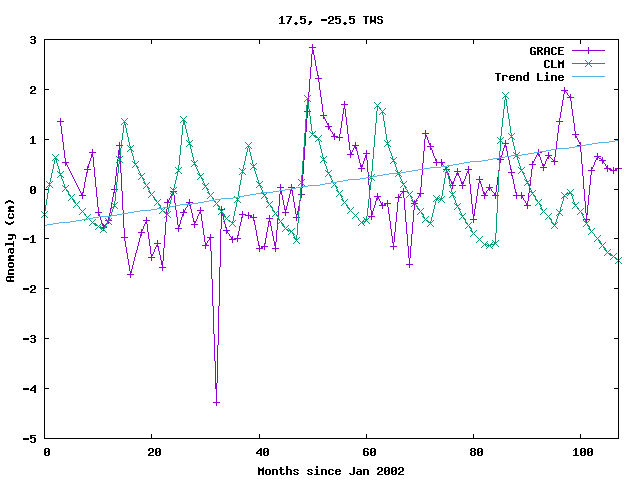 17.5, -25.5 TWS
GRACE
CLM
Trend Line
3
2
1
0
-1
-2
-3
-4
-5
Anomaly (cm)
0 20 40 60 80 100
Months since Jan 2002